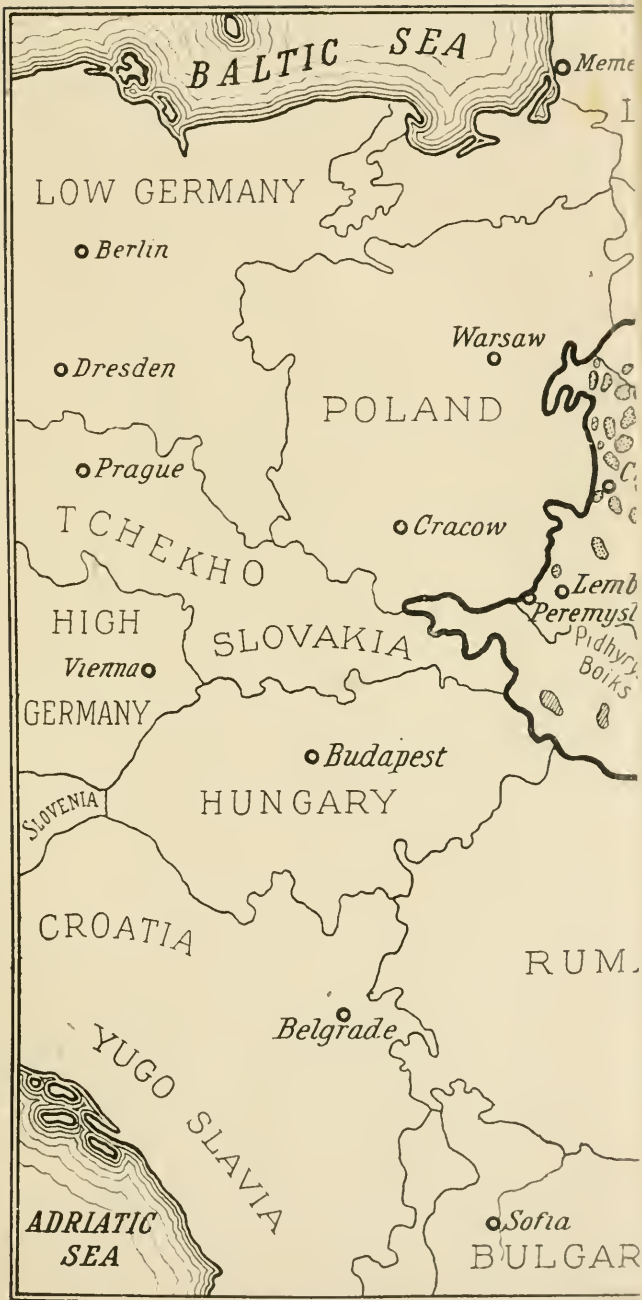 BALTIC SEA
Meme
LOW GERMANY
Berlin
Warsaw
Dresden
POLAND
Prague
Cracow
TCHEKHO
SLOVAKIA
Lemb
Peremysl
Pidhyry.
Boiks
HIGH
GERMANY
Vienna
Budapest
HUNGARY
SLOVENIA
CROATIA
RUM.
Belgrade
YUGO SLAVIA
ADRIATIC
SEA
Sofia
BULGAR